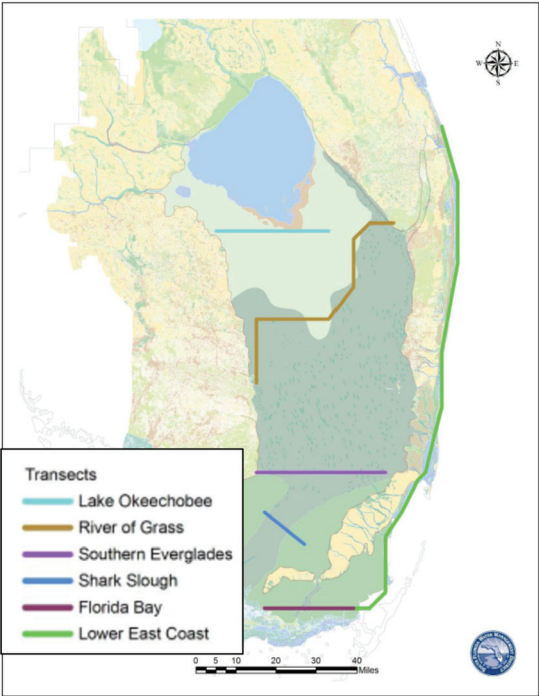 N
W E
S
Transects
Lake Okeechobee
River of Grass
Southern Everglades
Shark Slough
Florida Bay
Lower East Coast
0 5 10 20 30 40
Miles